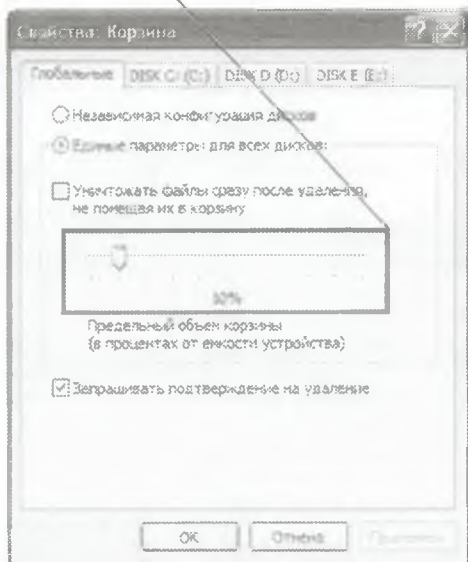 Свойства: Корзина
Глобальные DISK C (C:) DISK D (D:) DISK E (E:)
Независимая конфигурация дисков
Единые параметры для всех дисков:
Уничтожать файлы сразу после удаления,
не помещая их в корзину
10%
Предельный объем корзины
(в процентах от емкости устройства)
Запрашивать подтверждение на удаление
OK Отмена Применить